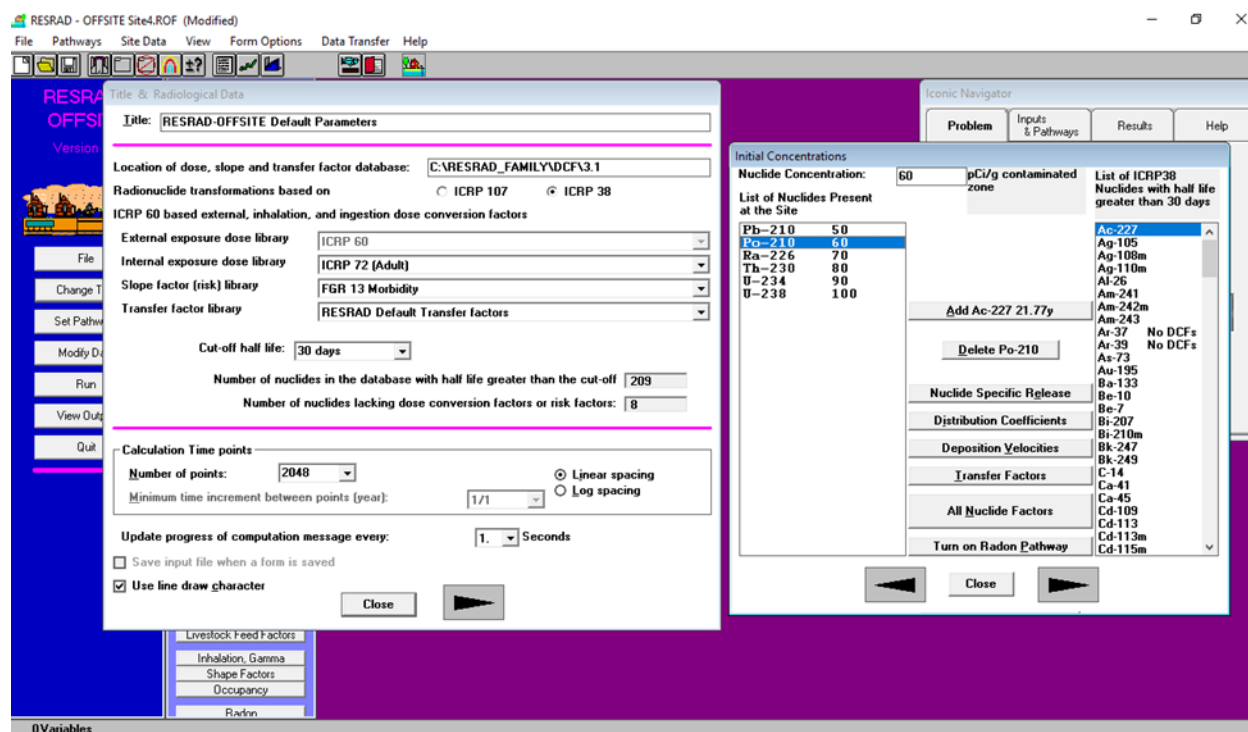 RESRAD - OFFSITE Site4.ROF (Modified)
File Pathways Site Data View Form Options Data Transfer Help
±?
RESRA
OFFSI
Version
File
Change T
Set Pathw
Modify Da
Run
View Outp
Quit
Title & Radiological Data
Title: RESRAD-OFFSITE Default Parameters
Location of dose, slope and transfer factor database: C:\RESRAD_FAMILY\DCF\3.1
Radionuclide transformations based on ICRP 107 ICRP 38
ICRP 60 based external, inhalation, and ingestion dose conversion factors
External exposure dose library ICRP 60
Internal exposure dose library ICRP 72 (Adult)
Slope factor (risk) library FGR 13 Morbidity
Transfer factor library RESRAD Default Transfer factors
Cut-off half life: 30 days
Number of nuclides in the database with half life greater than the cut-off 209
Number of nuclides lacking dose conversion factors or risk factors: 8
Calculation Time points
Number of points: 2048
Linear spacing
Minimum time increment between points (year): 1/1
Log spacing
Update progress of computation message every: 1. Seconds
Save input file when a form is saved
Use line draw character
Close
Livestock Feed Factors
Inhalation, Gamma
Shape Factors
Occupancy
Radon
Iconic Navigator
Problem
Inputs
& Pathways
Results
Help
Initial Concentrations
Nuclide Concentration: 60 pCi/g contaminated
zone
List of Nuclides Present
at the Site
Pb-210 50
Po-210 60
Ra-226 70
Th-230 80
U-234 90
U-238 100
Add Ac-227 21.77y
Delete Po-210
Nuclide Specific Release
Distribution Coefficients
Deposition Velocities
Transfer Factors
All Nuclide Factors
Turn on Radon Pathway
List of ICRP38
Nuclides with half life
greater than 30 days
Ac-227
Ag-105
Ag-108m
Ag-110m
Al-26
Am-241
Am-242m
Am-243
Ar-37 No DCFs
Ar-39 No DCFs
As-73
Au-195
Ba-133
Be-10
Be-7
Bi-207
Bi-210m
Bk-247
Bk-249
C-14
Ca-41
Ca-45
Cd-109
Cd-113
Cd-113m
Cd-115m
Close
0Variables